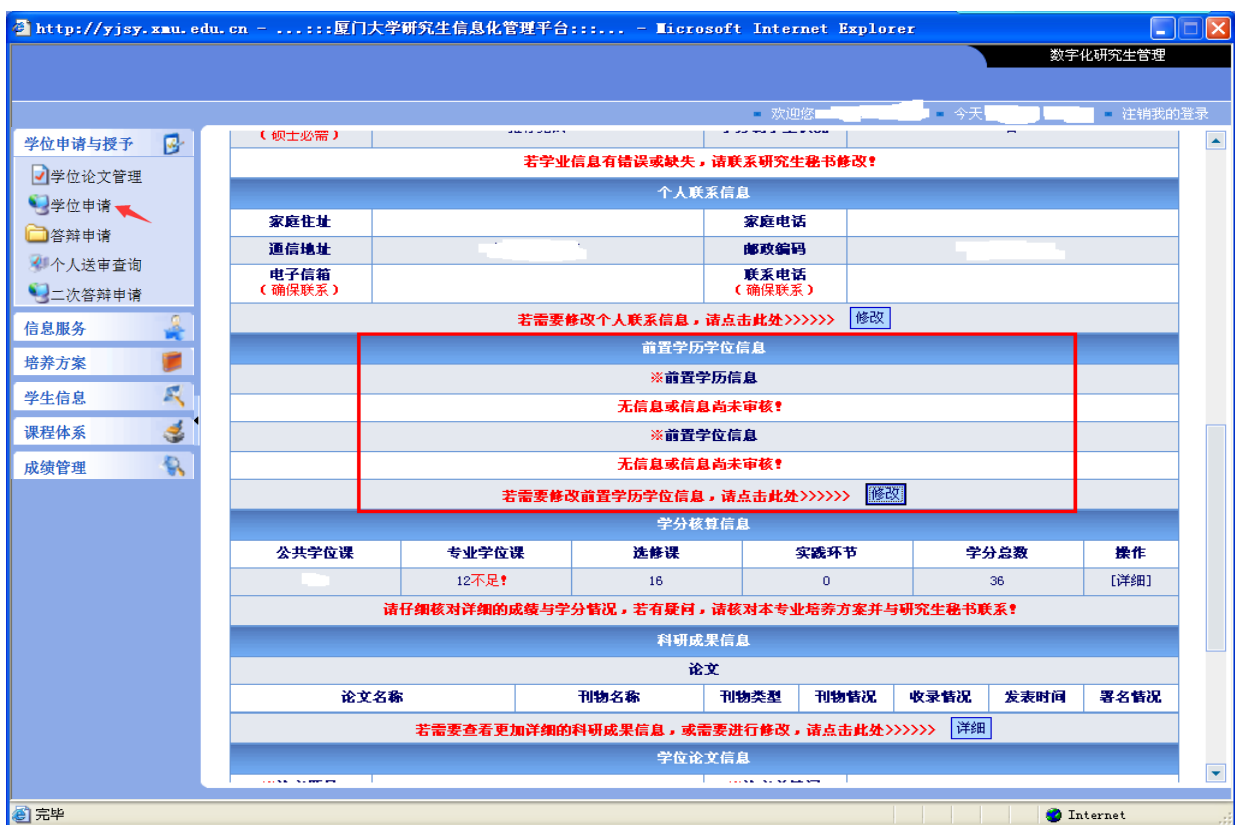 http://yjsy.xmu.edu.cn - ...:::厦门大学研究生信息化管理平台:::... - Microsoft Internet Explorer
数字化研究生管理
欢迎您 今天 注销我的登录
学位申请与授予
学位论文管理
学位申请
答辩申请
个人送审查询
二次答辩申请
信息服务
培养方案
学生信息
课程体系
成绩管理
(硕士必需)
若学业信息有错误或缺失,请联系研究生秘书修改!
个人联系信息
家庭住址 家庭电话
通信地址 邮政编码
电子信箱 联系电话
(确保联系) (确保联系)
若需要修改个人联系信息,请点击此处>>>>>> 修改
前置学历学位信息
※前置学历信息
无信息或信息尚未审核!
※前置学位信息
无信息或信息尚未审核!
若需要修改前置学历学位信息,请点击此处>>>>>> 修改
学分核算信息
公共学位课 专业学位课 选修课 实践环节 学分总数 操作
12不足! 16 0 36 [详细]
请仔细核对详细的成绩与学分情况,若有疑问,请核对本专业培养方案并与研究生秘书联系!
科研成果信息
论文
论文名称 刊物名称 刊物类型 刊物情况 收录情况 发表时间 署名情况
若需要查看更加详细的科研成果信息,或需要进行修改,请点击此处>>>>>> 详细
学位论文信息
完毕 Internet